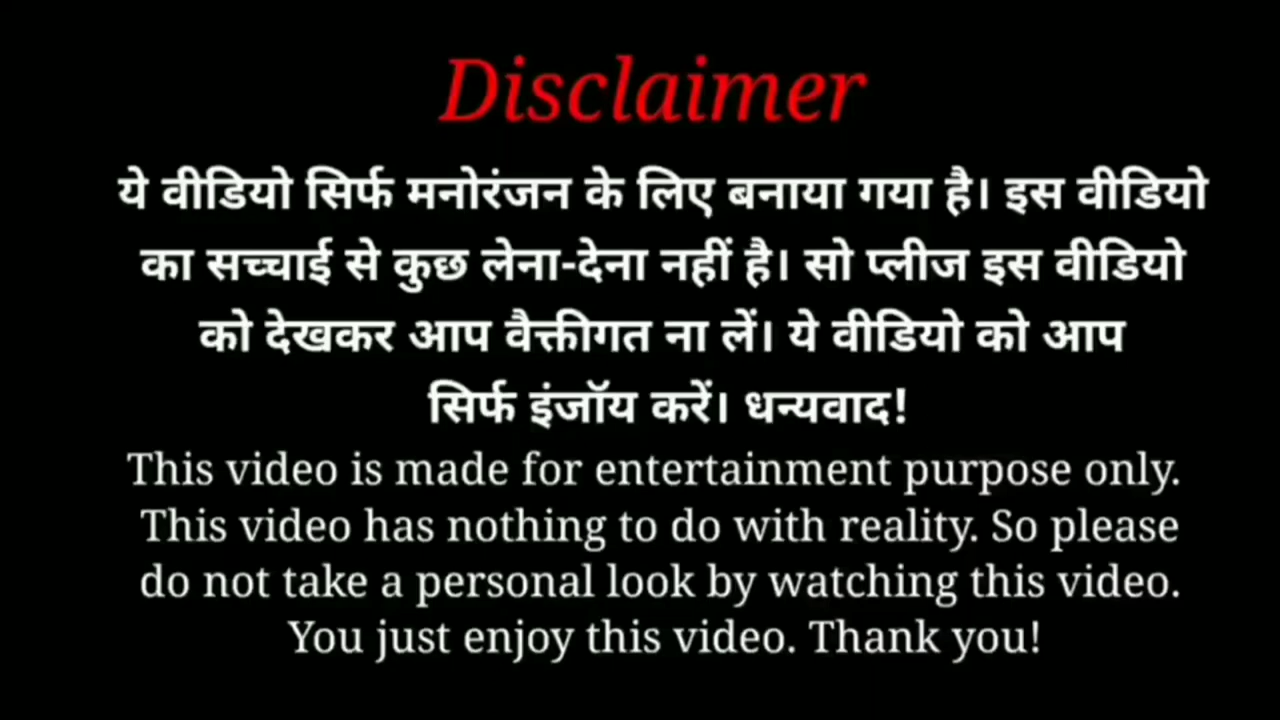 Disclaimer
ये वीडियो सिर्फ मनोरंजन के लिए बनाया गया है। इस वीडियो
का सच्चाई से कुछ लेना-देना नहीं है। सो प्लीज इस वीडियो
को देखकर आप वैक्तीगत ना लें। ये वीडियो को आप
सिर्फ इंजॉय करें। धन्यवाद!
This video is made for entertainment purpose only.
This video has nothing to do with reality. So please
do not take a personal look by watching this video.
You just enjoy this video. Thank you!